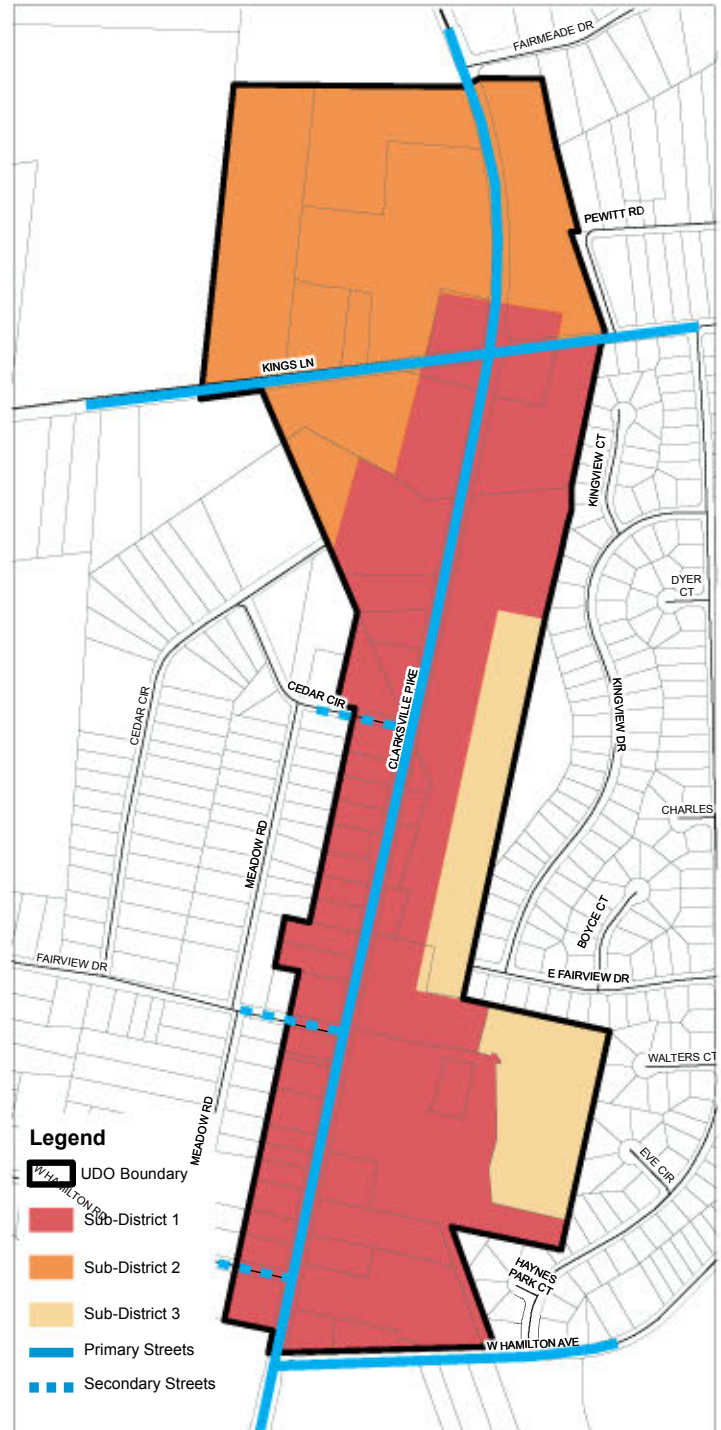 FAIRMEADE DR
PEWITT RD
KINGS LN
KINGVIEW CT
DYER
CT
CEDAR CIR
CEDAR CIR
CLARKSVILLE PIKE
KINGVIEW DR
CHARLES
MEADOW RD
BOYCE CT
FAIRVIEW DR
E FAIRVIEW DR
WALTERS CT
MEADOW RD
EVE CIR
HAYNES
PARK CT
W HAMILTON AVE
Legend
UDO Boundary
W HAMILTON RD
Sub-District 1
Sub-District 2
Sub-District 3
Primary Streets
Secondary Streets